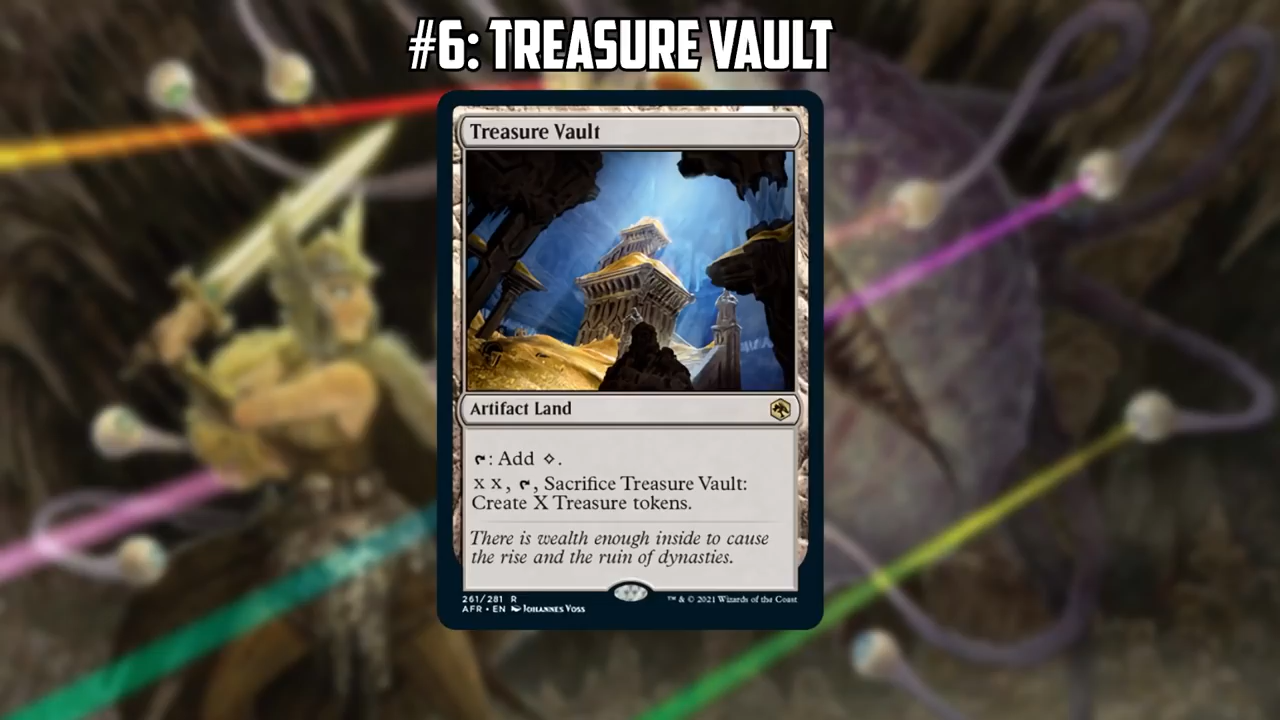 #6: TREASURE VAULT
Treasure Vault
Artifact Land
: Add .
X X, , Sacrifice Treasure Vault:
Create X Treasure tokens.
There is wealth enough inside to cause
the rise and the ruin of dynasties.
261/281 R
AFR • EN Johannes Voss
™ & © 2021 Wizards of the Coast